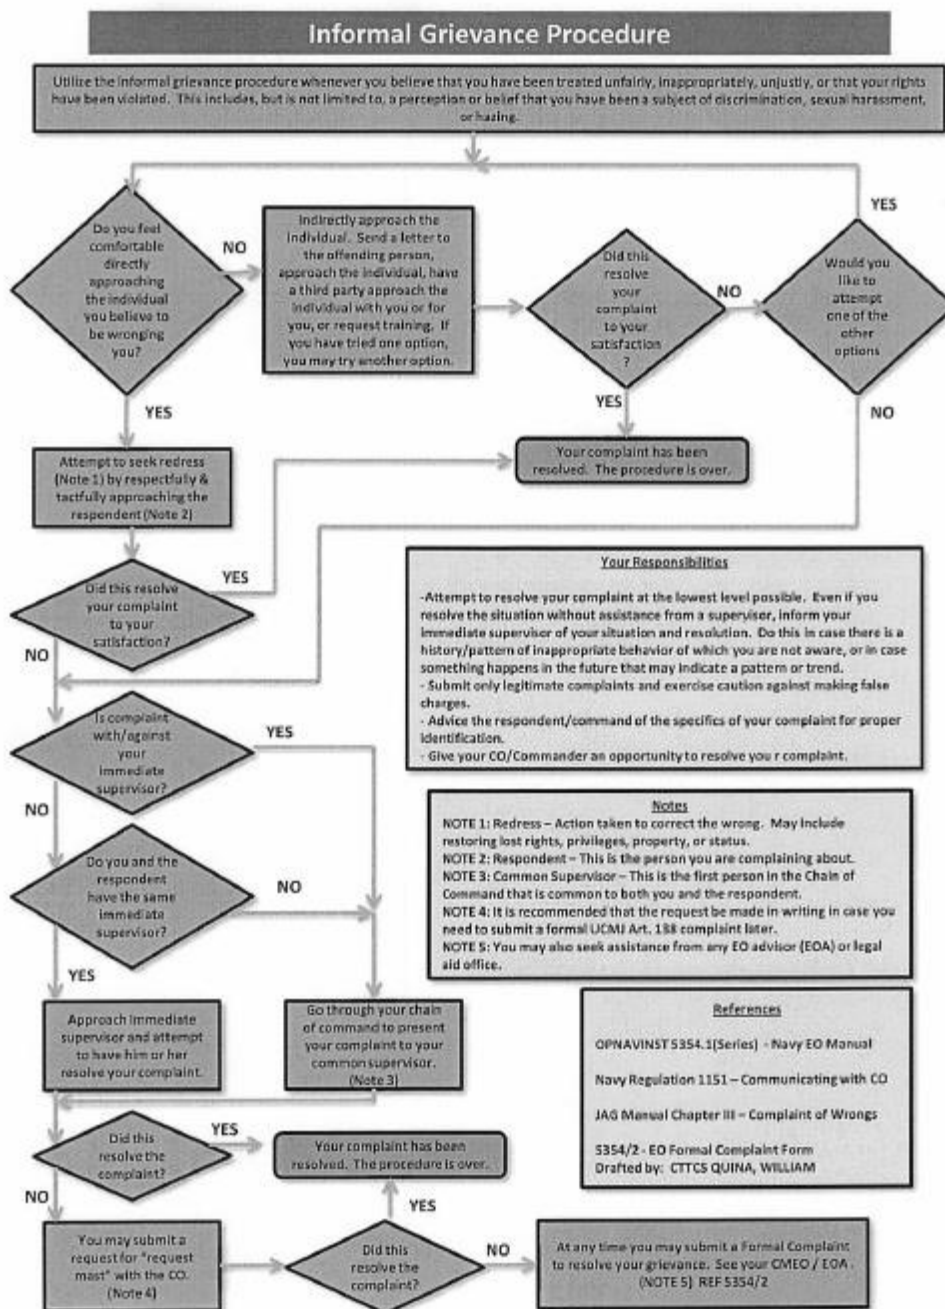 Informal Grievance Procedure
Utilize the informal grievance procedure whenever you believe that you have been treated unfairly, inappropriately, unjustly, or that your rights
have been violated. This includes, but is not limited to, a perception or belief that you have been a subject of discrimination, sexual harassment,
or hazing.
YES
Do you feel
comfortable
directly
approaching
the individual
you believe to
be wronging
you?
NO
Indirectly approach the
individual. Send a letter to
the offending person,
approach the individual, have
a third party approach the
individual with you or for
you, or request training. If
you have tried one option,
you may try another option.
Did this
resolve
your
complaint
to your
satisfaction
?
NO
Would you
like to
attempt
one of the
other
options
YES
YES
NO
Attempt to seek redress
(Note 1) by respectfully &
tactfully approaching the
respondent (Note 2)
Your complaint has been
resolved. The procedure is over.
Did this resolve
your complaint
to your
satisfaction?
YES
NO
Your Responsibilities
-Attempt to resolve your complaint at the lowest level possible. Even if you
resolve the situation without assistance from a supervisor, inform your
immediate supervisor of your situation and resolution. Do this in case there is a
history/pattern of inappropriate behavior of which you are not aware, or in case
something happens in the future that may indicate a pattern or trend.
- Submit only legitimate complaints and exercise caution against making false
charges.
- Advice the respondent/command of the specifics of your complaint for proper
identification.
- Give your CO/Commander an opportunity to resolve you r complaint.
Is complaint
with/against
your
immediate
supervisor?
YES
NO
Do you and the
respondent
have the same
immediate
supervisor?
NO
YES
Notes
NOTE 1: Redress – Action taken to correct the wrong. May include
restoring lost rights, privileges, property, or status.
NOTE 2: Respondent – This is the person you are complaining about.
NOTE 3: Common Supervisor – This is the first person in the Chain of
Command that is common to both you and the respondent.
NOTE 4: It is recommended that the request be made in writing in case you
need to submit a formal UCMJ Art. 138 complaint later.
NOTE 5: You may also seek assistance from any EO advisor (EOA) or legal
aid office.
Approach immediate
supervisor and attempt
to have him or her
resolve your complaint.
Go through your chain
of command to present
your complaint to your
common supervisor.
(Note 3)
References
OPNAVINST 5354.1(Series) - Navy EO Manual
Navy Regulation 1151 – Communicating with CO
JAG Manual Chapter III – Complaint of Wrongs
5354/2 - EO Formal Complaint Form
Drafted by: CTTCS QUINA, WILLIAM
Did this
resolve the
complaint?
YES
Your complaint has been
resolved. The procedure is over.
NO
YES
You may submit a
request for "request
mast" with the CO.
(Note 4)
Did this
resolve the
complaint?
NO
At any time you may submit a Formal Complaint
to resolve your grievance. See your CMEO / EOA .
(NOTE 5) REF 5354/2